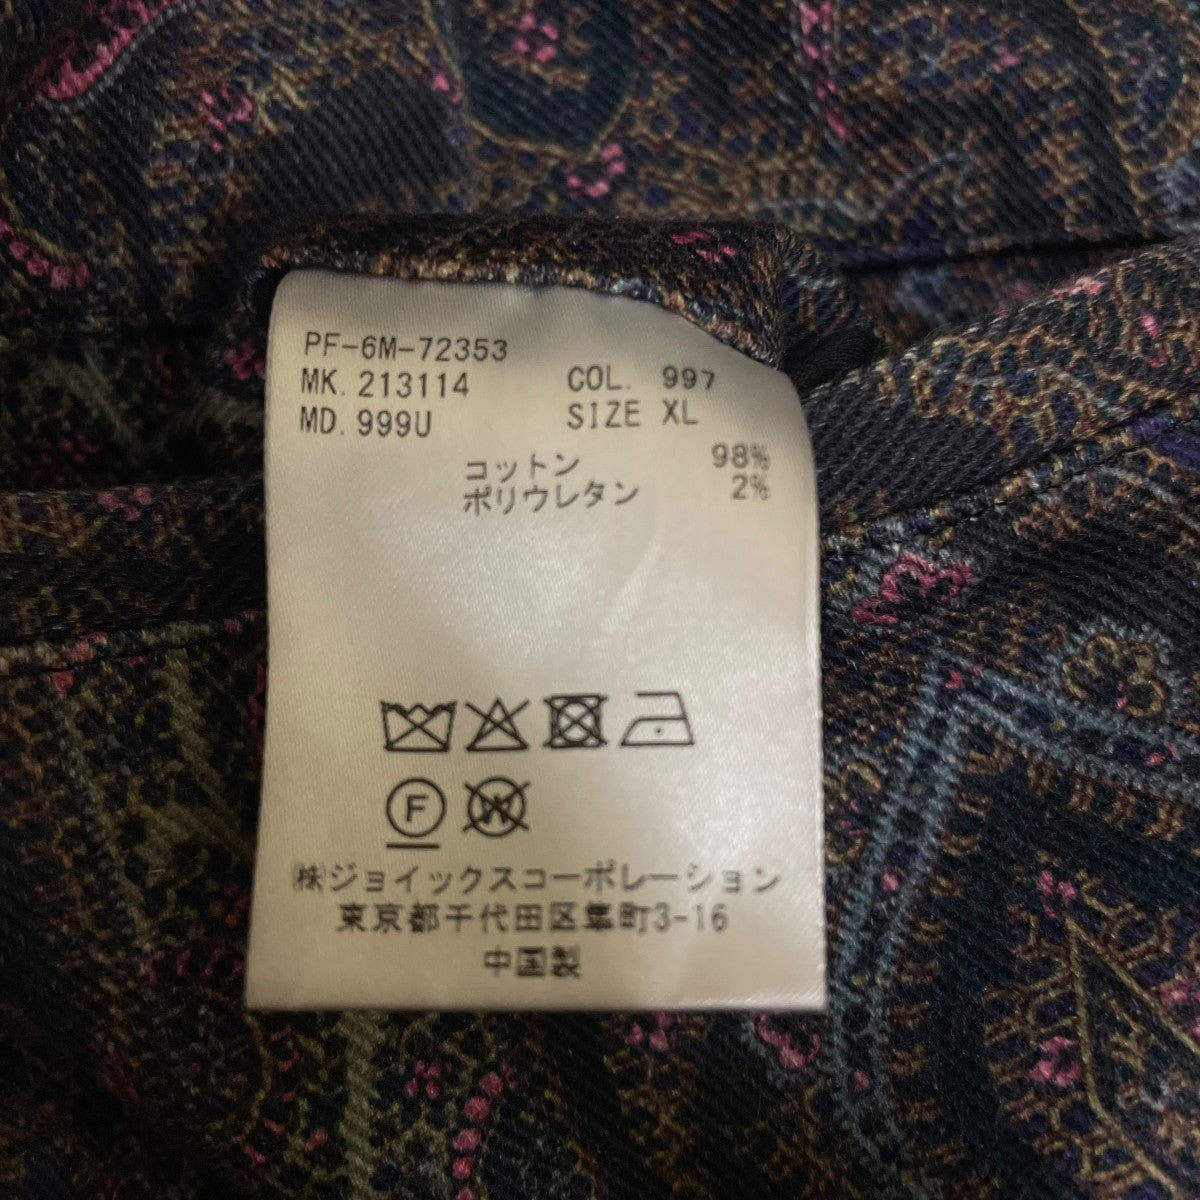 PF-6M-72353
MK. 213114 COL. 997
MD. 999U SIZE XL
コットン 98%
ポリウレタン 2%
F W
㈱ジョイックスコーポレーション
東京都千代田区隼町3-16
中国製